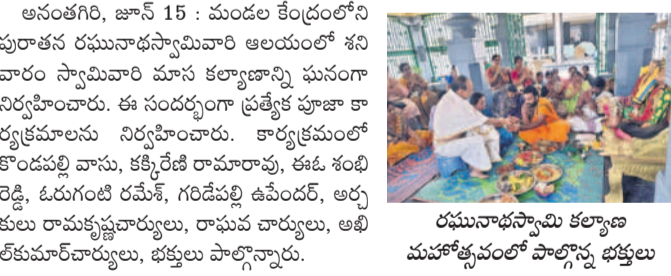 అనంతగిరి, జూన్ 15 : మండల కేంద్రంలోని
పురాతన రఘునాథస్వామివారి ఆలయంలో శని
వారం స్వామివారి మాస కల్యాణాన్ని ఘనంగా
నిర్వహించారు. ఈ సందర్భంగా ప్రత్యేక పూజా కా
ర్యక్రమాలను నిర్వహించారు. కార్యక్రమంలో
కొండపల్లి వాసు, కక్కిరేణి రామారావు, ఈఓ శంభి
రెడ్డి, ఓరుగంటి రమేశ్, గరిడేపల్లి ఉపేందర్, అర్చ
కులు రామకృష్ణచార్యులు, రాఘవ చార్యులు, అఖి
ల్‌కుమార్‌చార్యులు, భక్తులు పాల్గొన్నారు.
రఘునాథస్వామి కల్యాణ
మహోత్సవంలో పాల్గొన్న భక్తులు